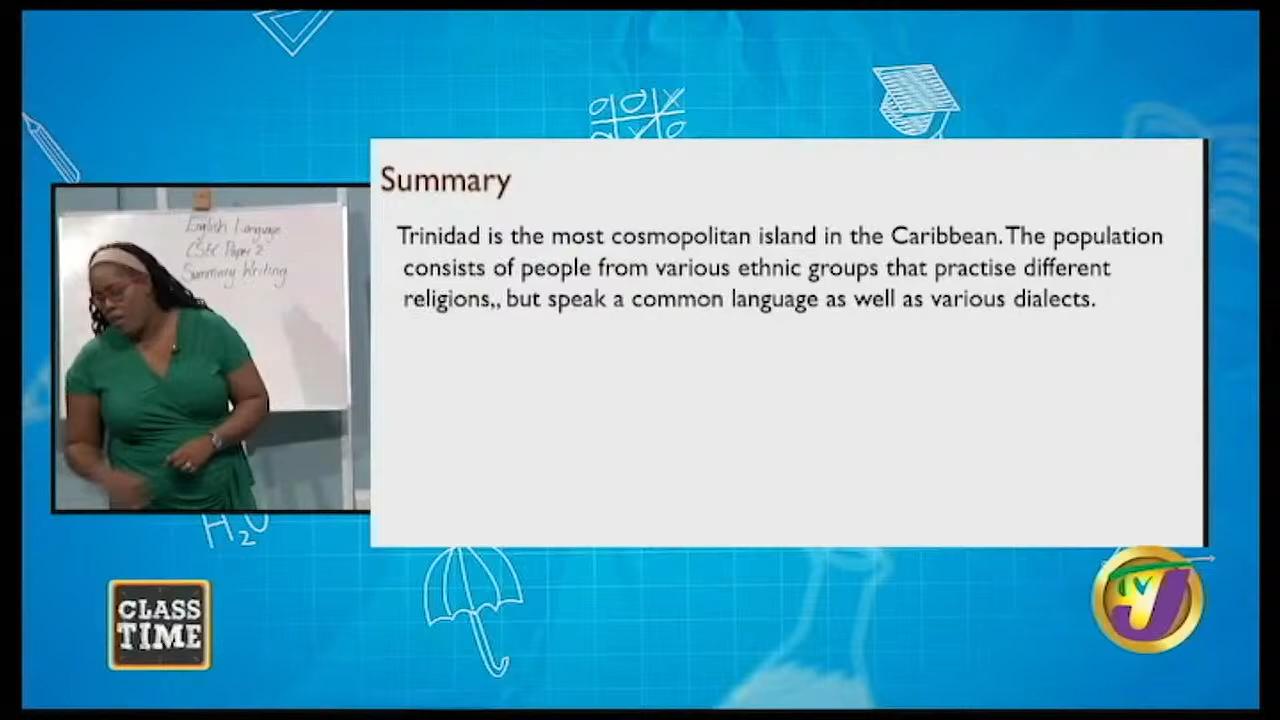 Summary
Trinidad is the most cosmopolitan island in the Caribbean. The population
consists of people from various ethnic groups that practise different
religions,, but speak a common language as well as various dialects.
English Language
CSEC Paper 2
Summary Writing
H₂O
CLASS
TIME
TVJ